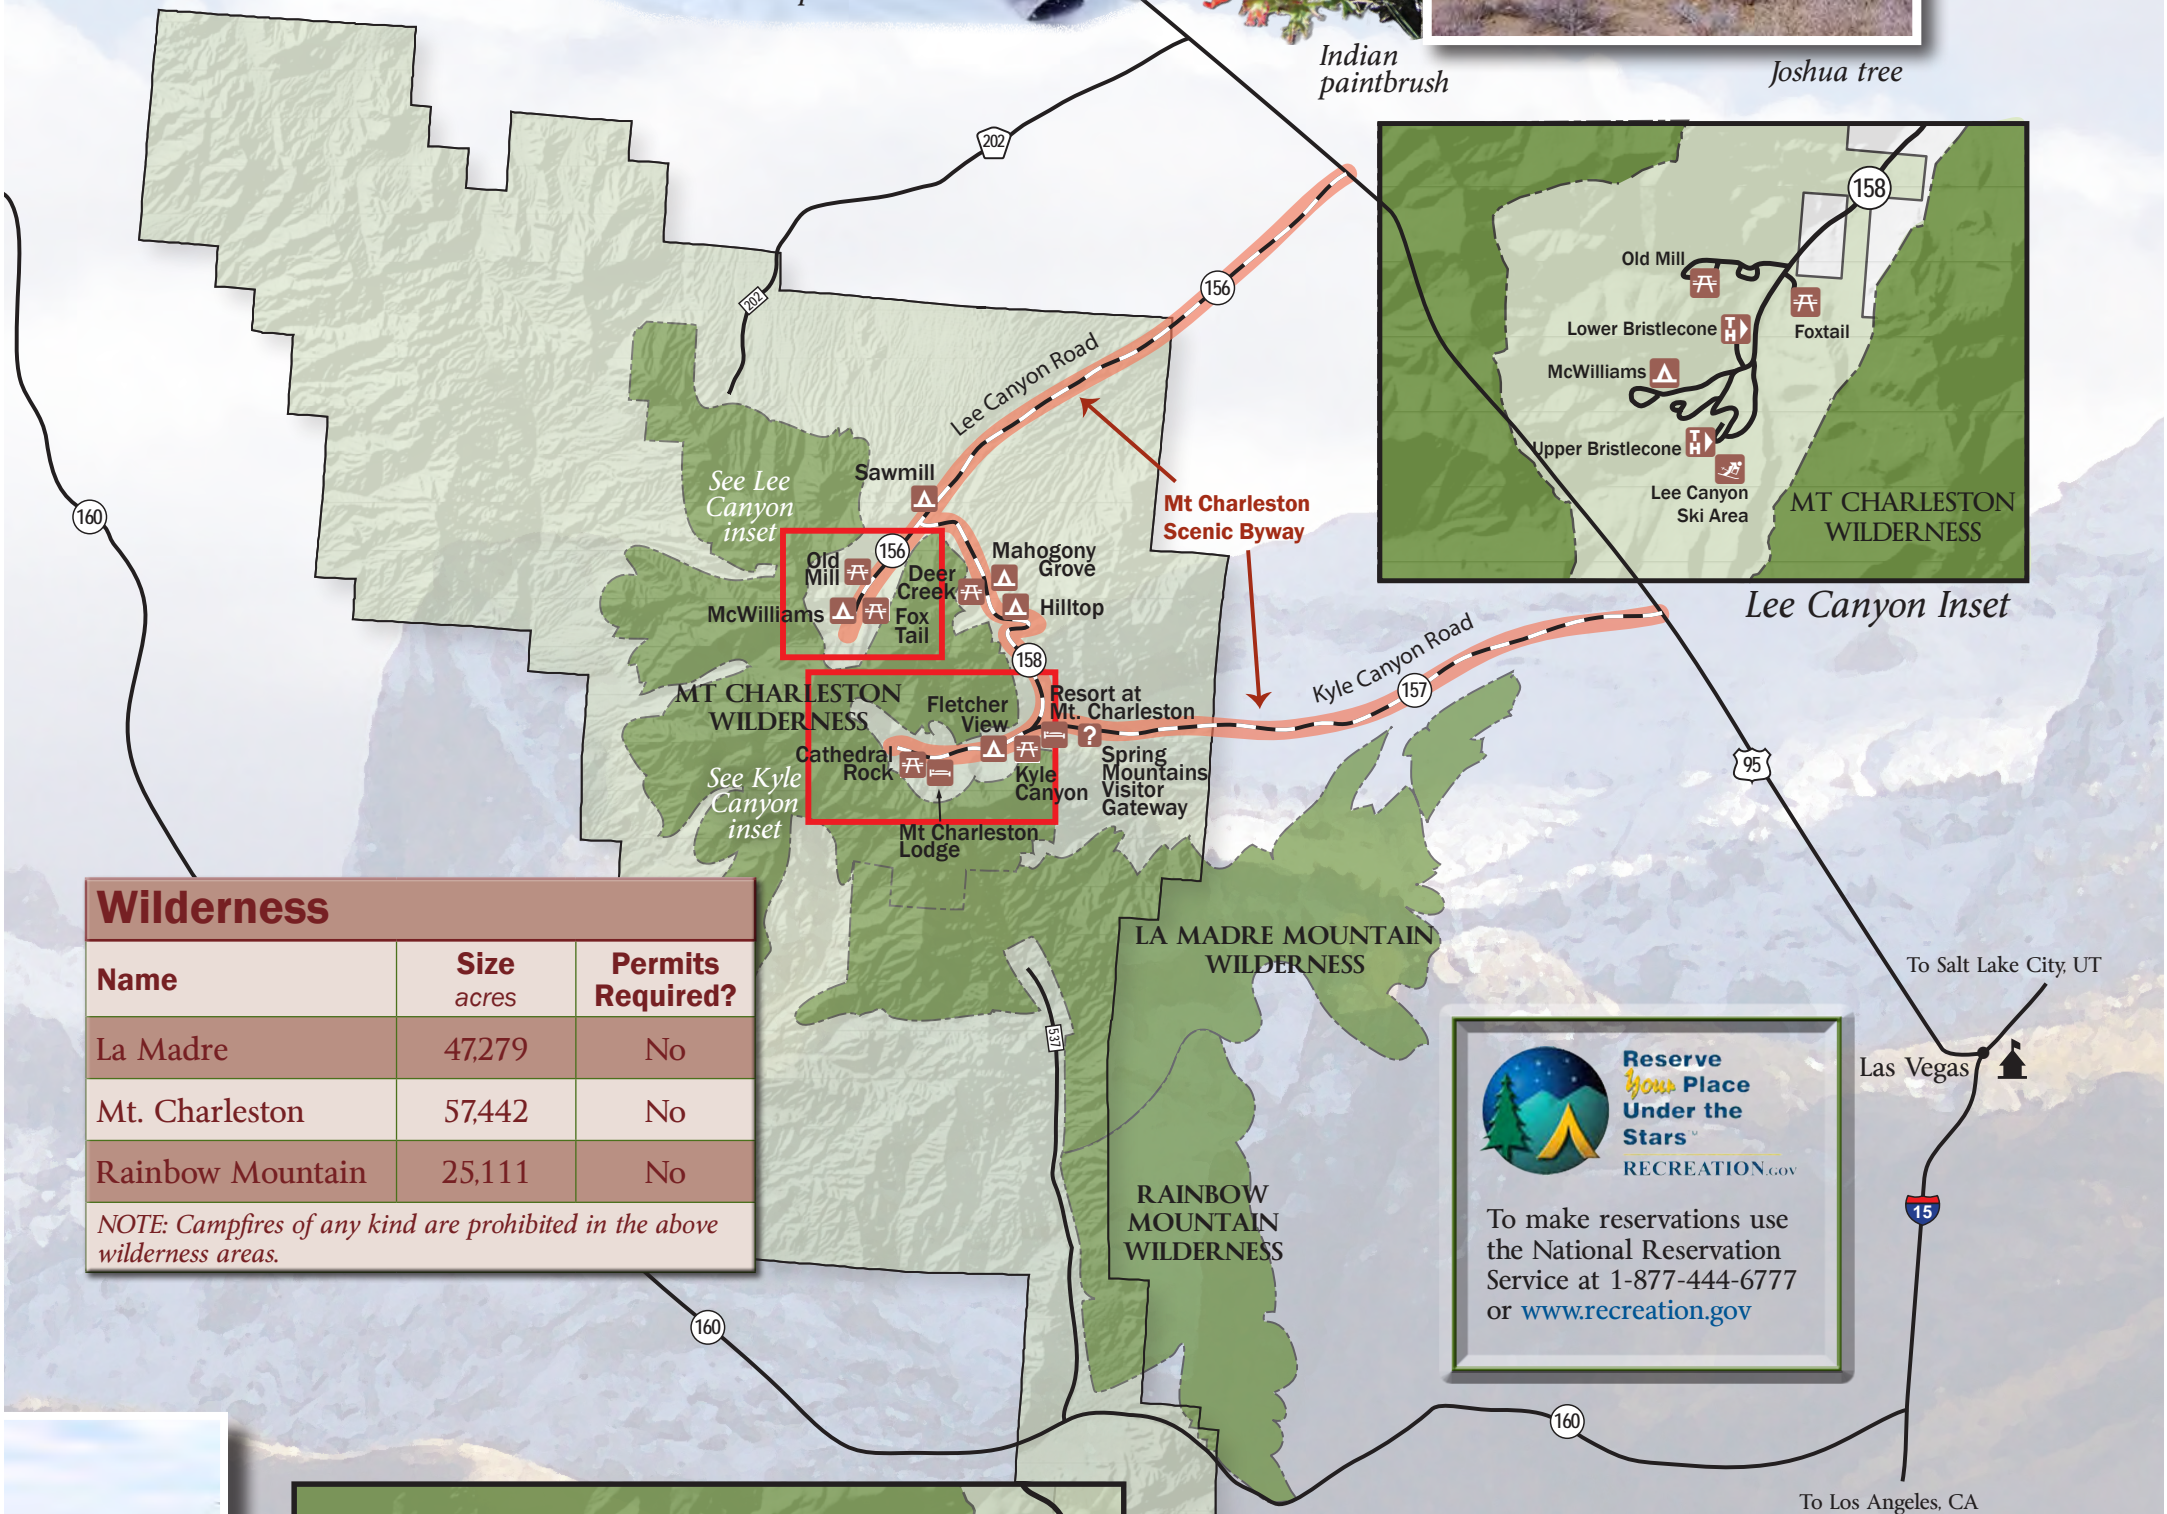 Indian
paintbrush
Joshua tree
202
202
156
Lee Canyon Road
160
Sawmill
See Lee
Canyon
inset
Mt Charleston
Scenic Byway
156
Old
Mill
Deer
Creek
Mahogony
Grove
McWilliams
Fox
Tail
Hilltop
158
MT CHARLESTON
WILDERNESS
Fletcher
View
Resort at
Mt. Charleston
Kyle Canyon Road
157
Cathedral
Rock
See Kyle
Canyon
inset
Kyle
Canyon
?
Spring
Mountains
Visitor
Gateway
Mt Charleston
Lodge
158
Old Mill
Lower Bristlecone
TH
Foxtail
McWilliams
Upper Bristlecone
TH
Lee Canyon
Ski Area
MT CHARLESTON
WILDERNESS
Lee Canyon Inset
95
LA MADRE MOUNTAIN
WILDERNESS
537
RAINBOW
MOUNTAIN
WILDERNESS
Wilderness
Name Size acres Permits Required?
La Madre 47,279 No
Mt. Charleston 57,442 No
Rainbow Mountain 25,111 No
NOTE: Campfires of any kind are prohibited in the above
wilderness areas.
Reserve
Your Place
Under the
Stars
RECREATION.GOV
To make reservations use
the National Reservation
Service at 1-877-444-6777
or www.recreation.gov
To Salt Lake City, UT
Las Vegas
15
160
160
To Los Angeles, CA